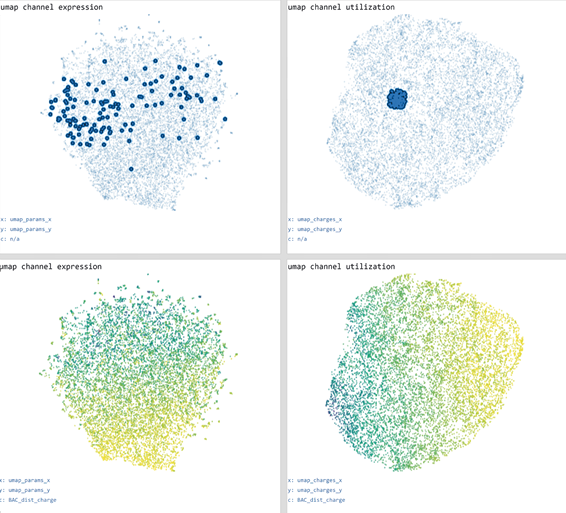 umap channel expression
umap channel utilization
x: umap_params_x
y: umap_params_y
c: n/a
x: umap_charges_x
y: umap_charges_y
c: n/a
umap channel expression
umap channel utilization
x: umap_params_x
y: umap_params_y
c: BAC_dist_charge
x: umap_charges_x
y: umap_charges_y
c: BAC_dist_charge